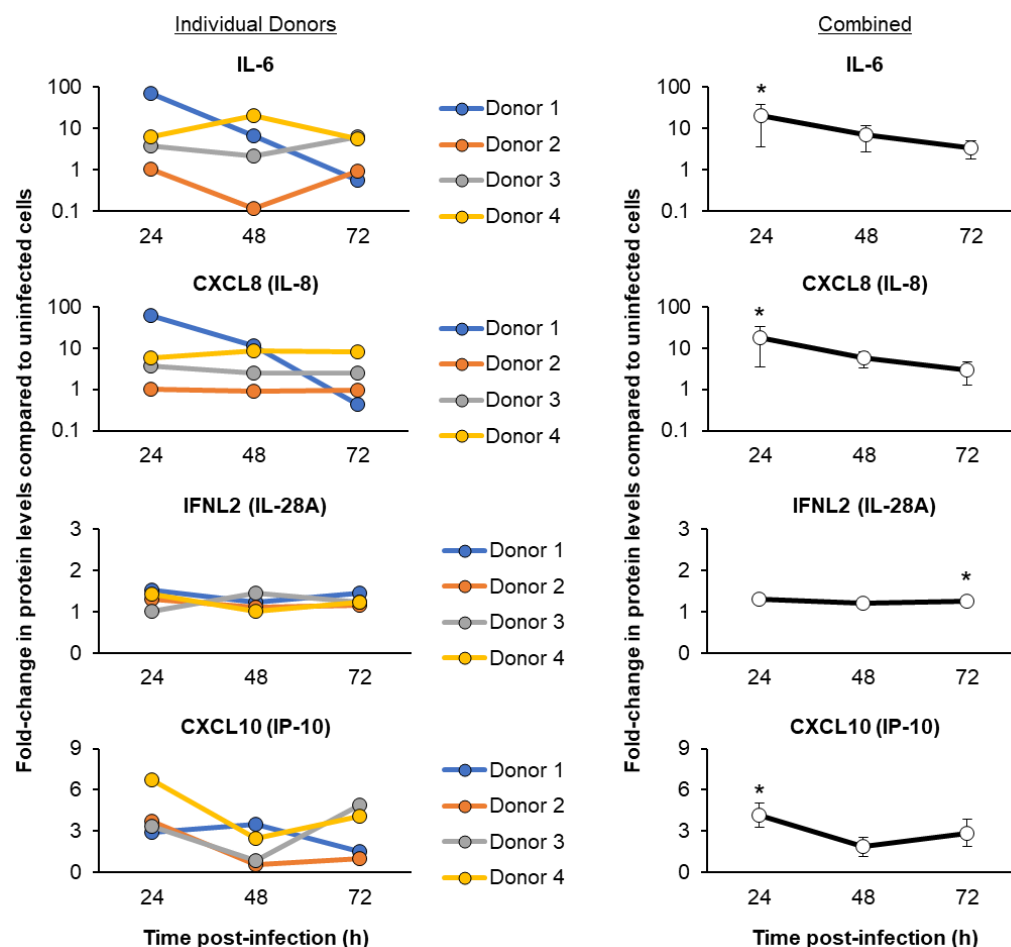 Individual Donors
Combined
Fold-change in protein levels compared to uninfected cells
IL-6
100
10
1
0.1
24 48 72
Donor 1
Donor 2
Donor 3
Donor 4
CXCL8 (IL-8)
100
10
1
0.1
24 48 72
Donor 1
Donor 2
Donor 3
Donor 4
IFNL2 (IL-28A)
3
2
1
0
24 48 72
Donor 1
Donor 2
Donor 3
Donor 4
CXCL10 (IP-10)
9
6
3
0
24 48 72
Donor 1
Donor 2
Donor 3
Donor 4
Time post-infection (h)
Fold-change in protein levels compared to uninfected cells
IL-6
100
10
1
0.1
*
24 48 72
CXCL8 (IL-8)
100
10
1
0.1
*
24 48 72
IFNL2 (IL-28A)
3
2
1
0
*
24 48 72
CXCL10 (IP-10)
9
6
3
0
*
24 48 72
Time post-infection (h)